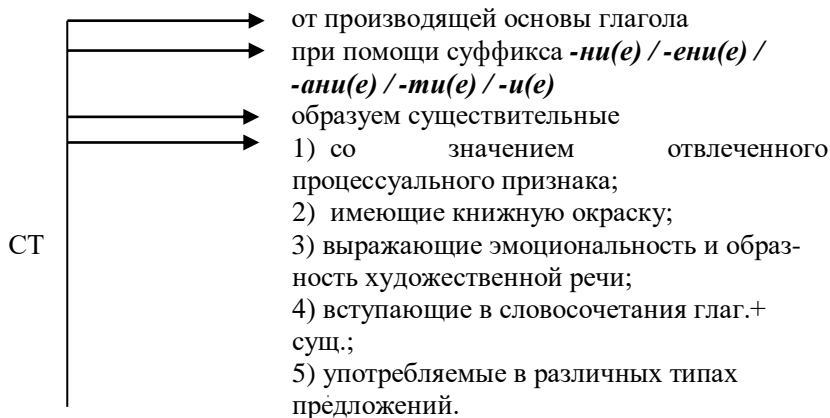 от производящей основы глагола
при помощи суффикса -ни(е) / -ени(е) /
-ани(е) / -ти(е) / -и(е)
образуем существительные
1) со значением отвлеченного
процессуального признака;
2) имеющие книжную окраску;
СТ
3) выражающие эмоциональность и образ-
ность художественной речи;
4) вступающие в словосочетания глаг.+
сущ.;
5) употребляемые в различных типах
предложений.